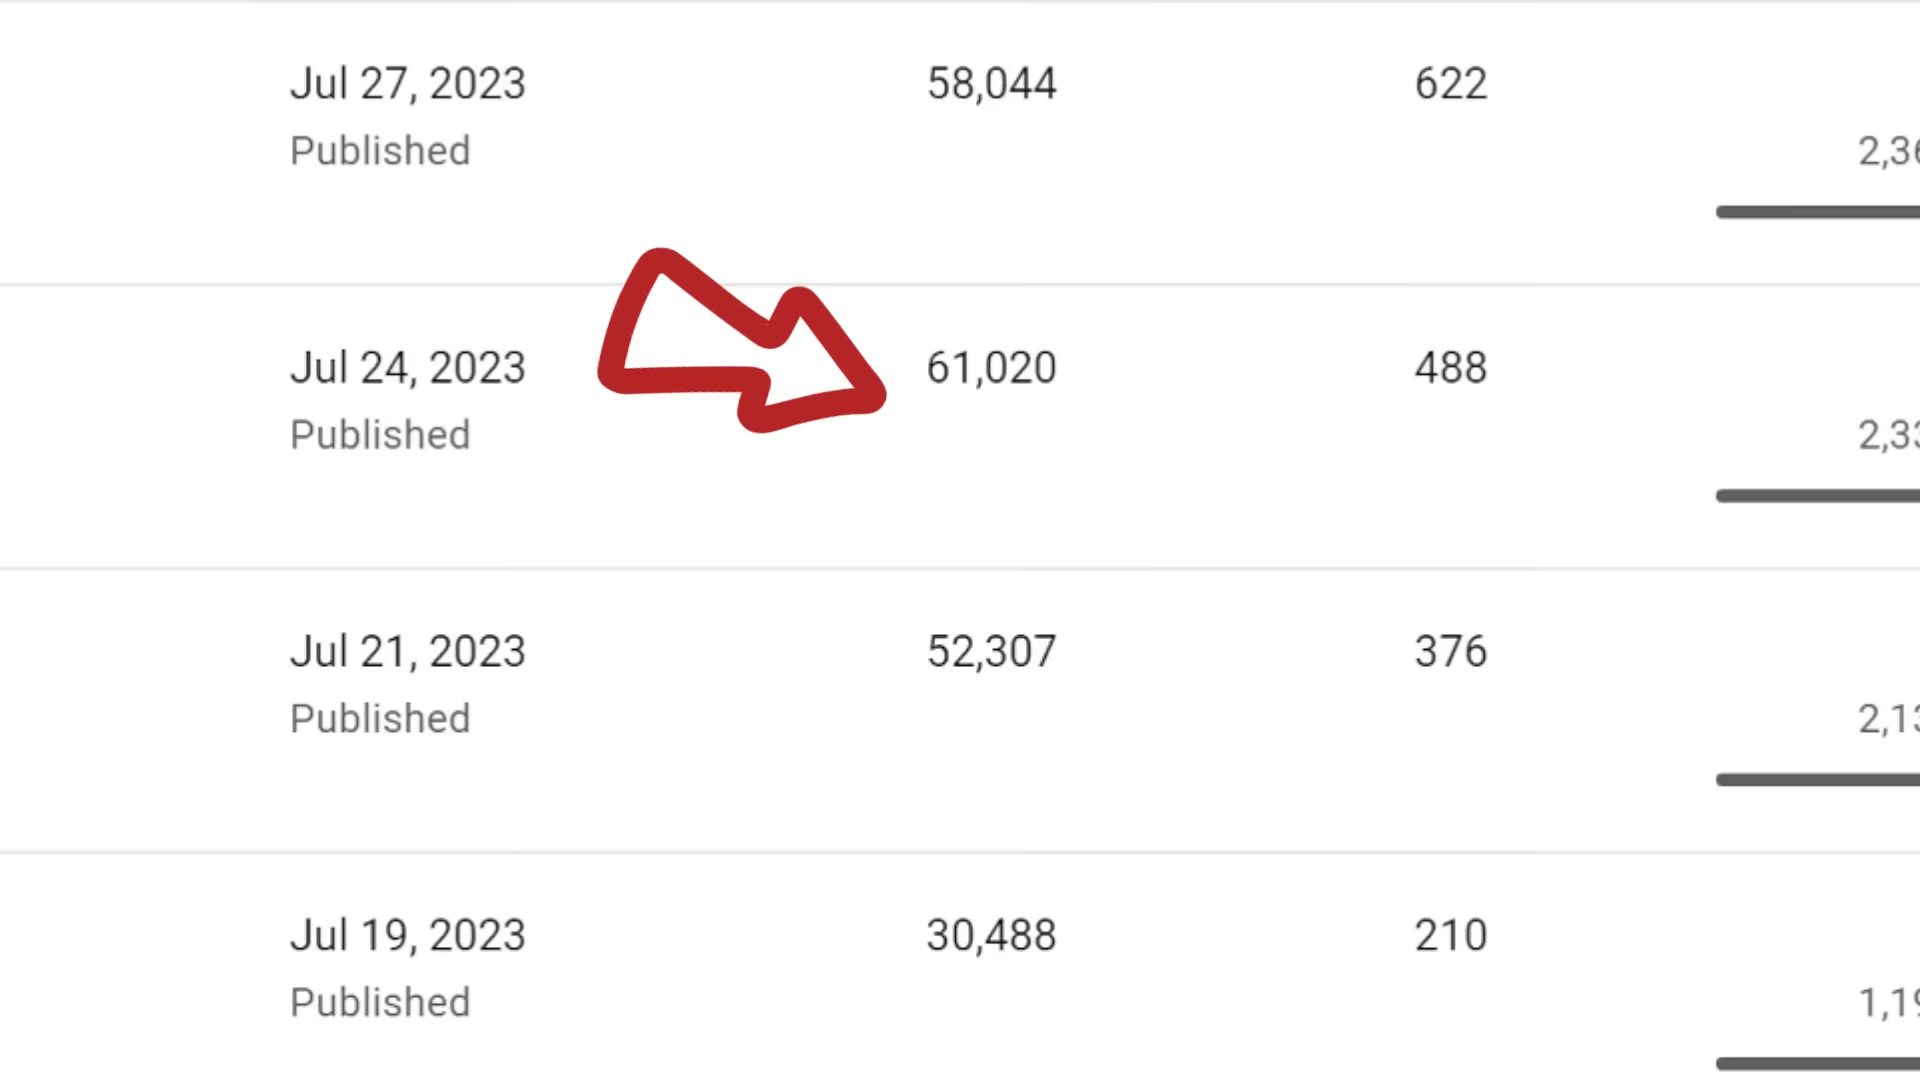 Jul 27, 2023 58,044 622
Published
Jul 24, 2023 61,020 488
Published
Jul 21, 2023 52,307 376
Published
Jul 19, 2023 30,488 210
Published